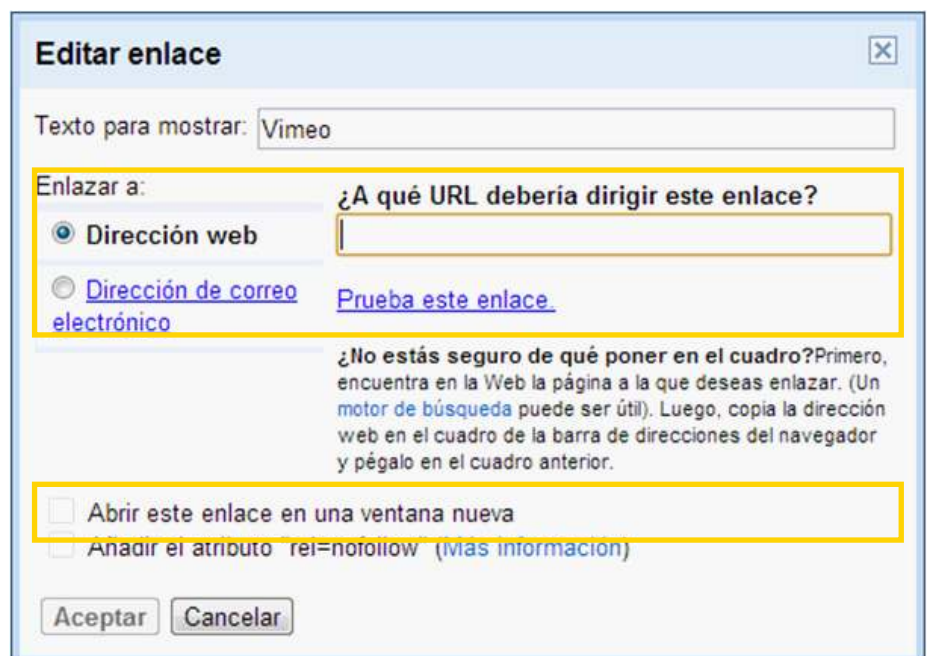 Editar enlace
Texto para mostrar: Vimeo
Enlazar a:
¿A qué URL debería dirigir este enlace?
Dirección web
Dirección de correo
electrónico
Prueba este enlace.
¿No estás seguro de qué poner en el cuadro?Primero,
encuentra en la Web la página a la que deseas enlazar. (Un
motor de búsqueda puede ser útil). Luego, copia la dirección
web en el cuadro de la barra de direcciones del navegador
y pégalo en el cuadro anterior.
Abrir este enlace en una ventana nueva
Añadir el atributo "rel=nofollow" (Más información)
Aceptar Cancelar